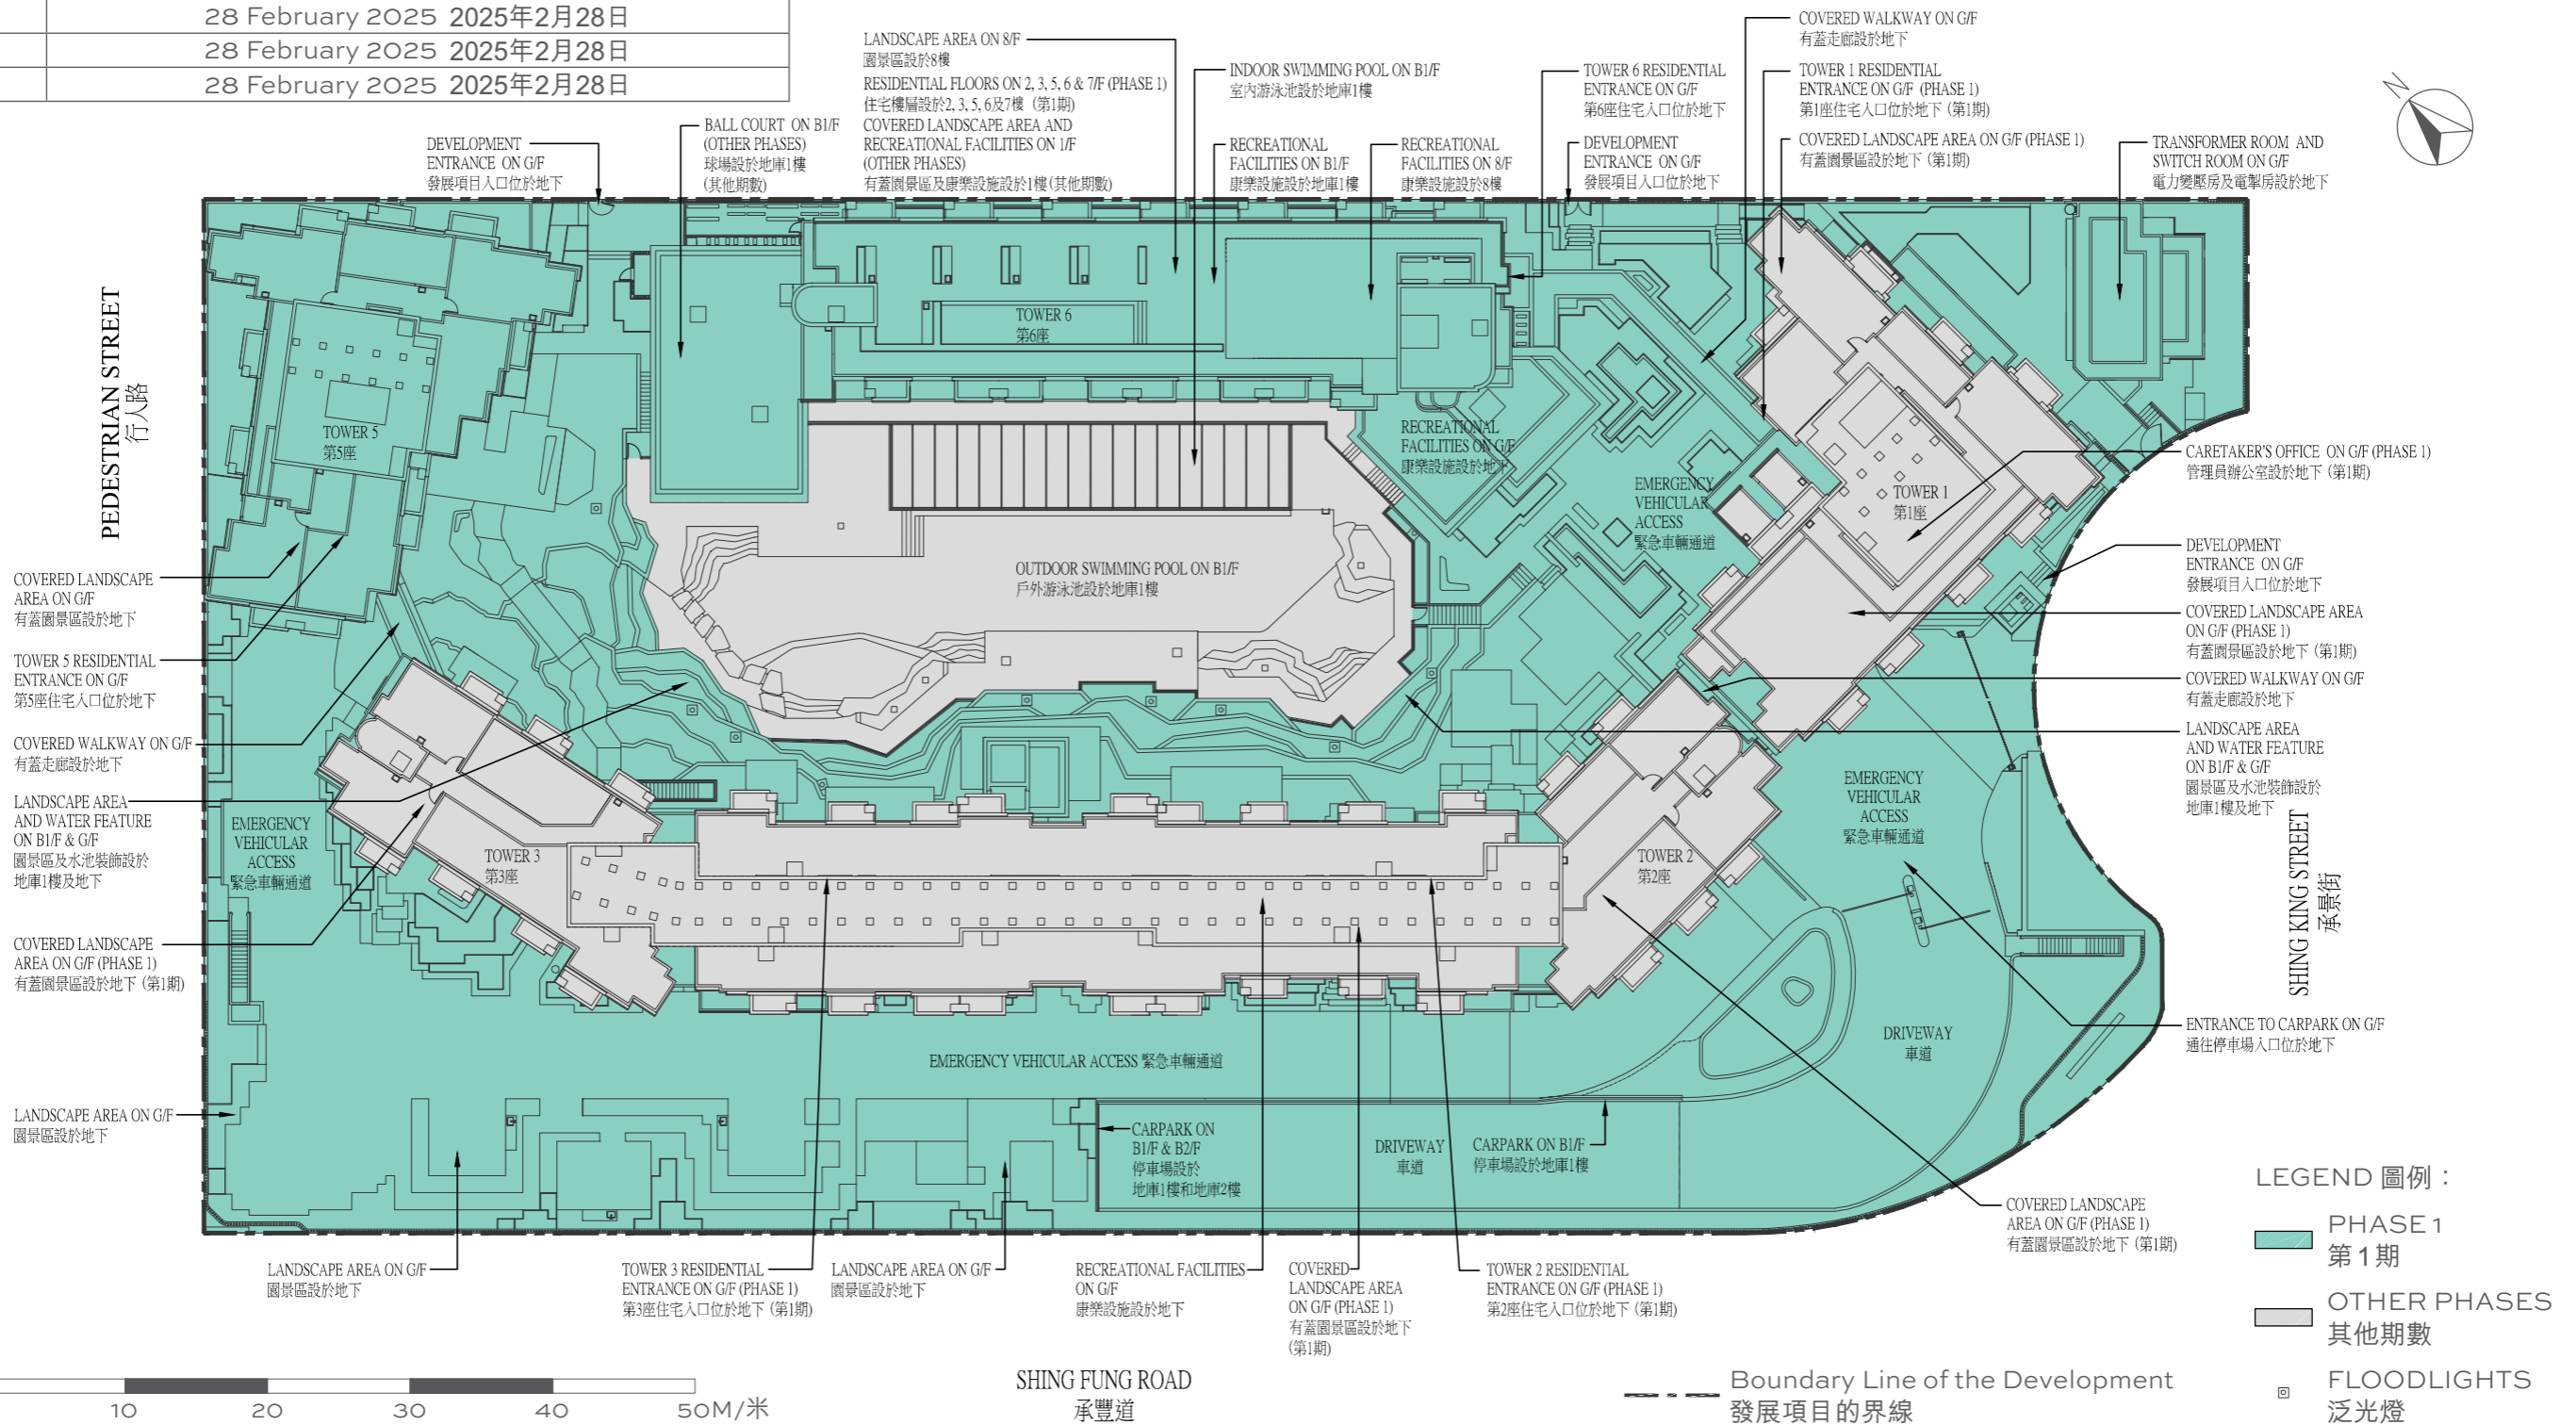 28 February 2025 2025年2月28日
28 February 2025 2025年2月28日
28 February 2025 2025年2月28日
LANDSCAPE AREA ON 8/F
園景區設於8樓
RESIDENTIAL FLOORS ON 2, 3, 5, 6 & 7/F (PHASE 1)
住宅樓層設於2, 3, 5, 6及7樓 (第1期)
COVERED LANDSCAPE AREA AND
RECREATIONAL FACILITIES ON 1/F
(OTHER PHASES)
有蓋園景區及康樂設施設於1樓(其他期數)
DEVELOPMENT
ENTRANCE ON G/F
發展項目入口位於地下
BALL COURT ON B1/F
(OTHER PHASES)
球場設於地庫1樓
(其他期數)
INDOOR SWIMMING POOL ON B1/F
室內游泳池設於地庫1樓
RECREATIONAL
FACILITIES ON B1/F
康樂設施設於地庫1樓
RECREATIONAL
FACILITIES ON 8/F
康樂設施設於8樓
TOWER 6 RESIDENTIAL
ENTRANCE ON G/F
第6座住宅入口位於地下
DEVELOPMENT
ENTRANCE ON G/F
發展項目入口位於地下
COVERED WALKWAY ON G/F
有蓋走廊設於地下
TOWER 1 RESIDENTIAL
ENTRANCE ON G/F (PHASE 1)
第1座住宅入口位於地下 (第1期)
COVERED LANDSCAPE AREA ON G/F (PHASE 1)
有蓋園景區設於地下 (第1期)
TRANSFORMER ROOM AND
SWITCH ROOM ON G/F
電力變壓房及電掣房設於地下
N
PEDESTRIAN STREET
行人路
TOWER 5
第5座
TOWER 6
第6座
RECREATIONAL
FACILITIES ON G/F
康樂設施設於地下
EMERGENCY
VEHICULAR
ACCESS
緊急車輛通道
TOWER 1
第1座
OUTDOOR SWIMMING POOL ON B1/F
戶外游泳池設於地庫1樓
CARETAKER'S OFFICE ON G/F (PHASE 1)
管理員辦公室設於地下 (第1期)
DEVELOPMENT
ENTRANCE ON G/F
發展項目入口位於地下
COVERED LANDSCAPE AREA
ON G/F (PHASE 1)
有蓋園景區設於地下 (第1期)
COVERED WALKWAY ON G/F
有蓋走廊設於地下
LANDSCAPE AREA
AND WATER FEATURE
ON B1/F & G/F
園景區及水池裝飾設於
地庫1樓及地下
SHING KING STREET
承景街
COVERED LANDSCAPE
AREA ON G/F
有蓋園景區設於地下
TOWER 5 RESIDENTIAL
ENTRANCE ON G/F
第5座住宅入口位於地下
COVERED WALKWAY ON G/F
有蓋走廊設於地下
LANDSCAPE AREA
AND WATER FEATURE
ON B1/F & G/F
園景區及水池裝飾設於
地庫1樓及地下
COVERED LANDSCAPE
AREA ON G/F (PHASE 1)
有蓋園景區設於地下 (第1期)
LANDSCAPE AREA ON G/F
園景區設於地下
EMERGENCY
VEHICULAR
ACCESS
緊急車輛通道
TOWER 3
第3座
TOWER 2
第2座
EMERGENCY
VEHICULAR
ACCESS
緊急車輛通道
DRIVEWAY
車道
ENTRANCE TO CARPARK ON G/F
通往停車場入口位於地下
EMERGENCY VEHICULAR ACCESS 緊急車輛通道
CARPARK ON
B1/F & B2/F
停車場設於
地庫1樓和地庫2樓
DRIVEWAY
車道
CARPARK ON B1/F
停車場設於地庫1樓
LANDSCAPE AREA ON G/F
園景區設於地下
TOWER 3 RESIDENTIAL
ENTRANCE ON G/F (PHASE 1)
第3座住宅入口位於地下 (第1期)
LANDSCAPE AREA ON G/F
園景區設於地下
RECREATIONAL FACILITIES
ON G/F
康樂設施設於地下
COVERED
LANDSCAPE AREA
ON G/F (PHASE 1)
有蓋園景區設於地下
(第1期)
TOWER 2 RESIDENTIAL
ENTRANCE ON G/F (PHASE 1)
第2座住宅入口位於地下 (第1期)
COVERED LANDSCAPE
AREA ON G/F (PHASE 1)
有蓋園景區設於地下 (第1期)
LEGEND 圖例：
PHASE 1
第1期
OTHER PHASES
其他期數
FLOODLIGHTS
泛光燈
Boundary Line of the Development
發展項目的界線
SHING FUNG ROAD
承豐道
10 20 30 40 50M/米